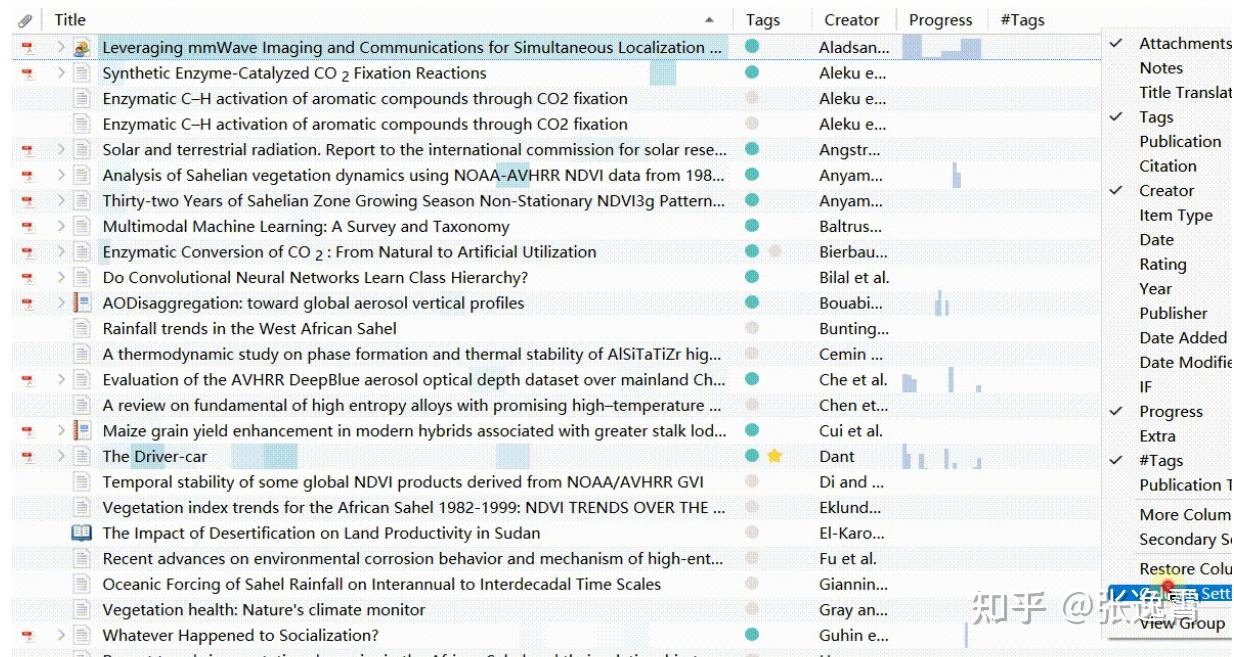 Title Tags Creator Progress #Tags
Leveraging mmWave Imaging and Communications for Simultaneous Localization ... Aladsan...
Synthetic Enzyme-Catalyzed CO 2 Fixation Reactions Aleku e...
Enzymatic C–H activation of aromatic compounds through CO2 fixation Aleku e...
Enzymatic C–H activation of aromatic compounds through CO2 fixation Aleku e...
Solar and terrestrial radiation. Report to the international commission for solar rese... Angstr...
Analysis of Sahelian vegetation dynamics using NOAA-AVHRR NDVI data from 198... Anyam...
Thirty-two Years of Sahelian Zone Growing Season Non-Stationary NDVI3g Pattern... Anyam...
Multimodal Machine Learning: A Survey and Taxonomy Baltrus...
Enzymatic Conversion of CO 2 : From Natural to Artificial Utilization Bierbau...
Do Convolutional Neural Networks Learn Class Hierarchy? Bilal et al.
AODisaggregation: toward global aerosol vertical profiles Bouabi...
Rainfall trends in the West African Sahel Bunting...
A thermodynamic study on phase formation and thermal stability of AlSiTaTiZr hig... Cemin ...
Evaluation of the AVHRR DeepBlue aerosol optical depth dataset over mainland Ch... Che et al.
A review on fundamental of high entropy alloys with promising high–temperature ... Chen et...
Maize grain yield enhancement in modern hybrids associated with greater stalk lod... Cui et al.
The Driver-car Dant
Temporal stability of some global NDVI products derived from NOAA/AVHRR GVI Di and ...
Vegetation index trends for the African Sahel 1982-1999: NDVI TRENDS OVER THE ... Eklund...
The Impact of Desertification on Land Productivity in Sudan El-Karo...
Recent advances on environmental corrosion behavior and mechanism of high-ent... Fu et al.
Oceanic Forcing of Sahel Rainfall on Interannual to Interdecadal Time Scales Giannin...
Vegetation health: Nature's climate monitor Gray an...
Whatever Happened to Socialization? Guhin e...
Attachments
Notes
Title Translat
Tags
Publication
Citation
Creator
Item Type
Date
Rating
Year
Publisher
Date Added
Date Modifie
IF
Progress
Extra
#Tags
Publication T
More Colum
Secondary So
Restore Colu
Sett
View Group
知乎 @张逸霄